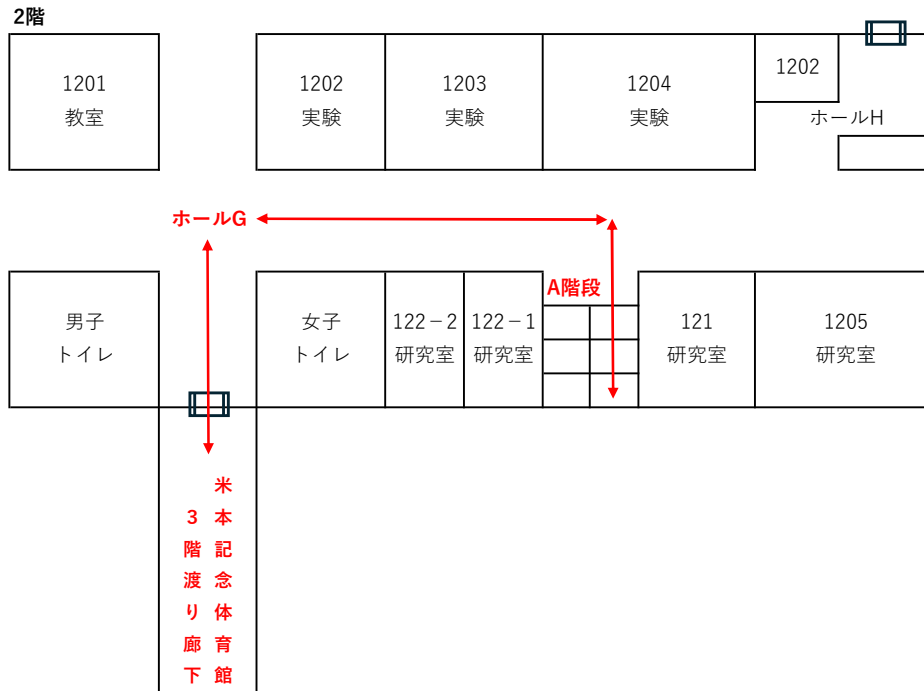 2階
1201
教室
1202
実験
1203
実験
1204
実験
1202
ホールH
ホールG
A階段
男子
トイレ
女子
トイレ
122－2
研究室
122－1
研究室
121
研究室
1205
研究室
米本記念体育館
3階渡り廊下